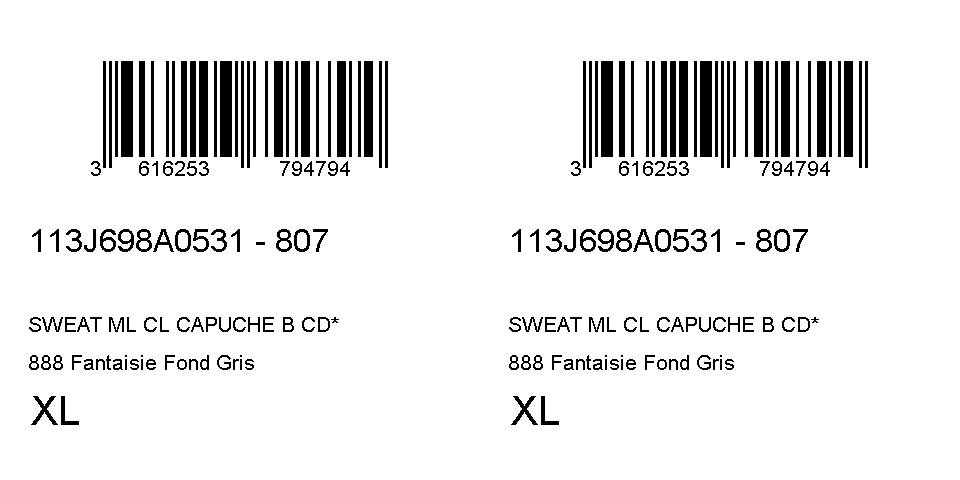 3 616253 794794
113J698A0531 - 807
SWEAT ML CL CAPUCHE B CD*
888 Fantaisie Fond Gris
XL
3 616253 794794
113J698A0531 - 807
SWEAT ML CL CAPUCHE B CD*
888 Fantaisie Fond Gris
XL